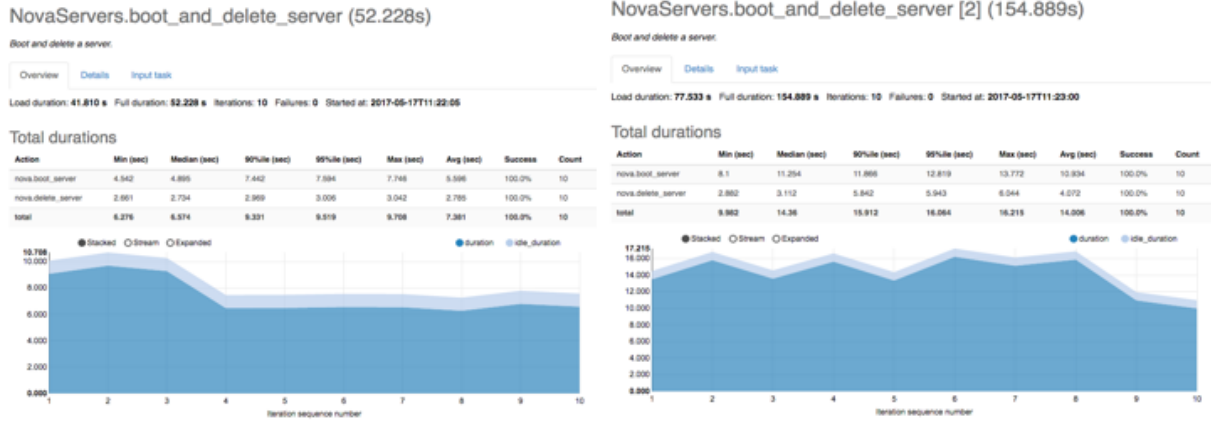 NovaServers.boot_and_delete_server (52.228s)
Boot and delete a server.
Overview Details Input task
Load duration: 41.810 s Full duration: 52.228 s Iterations: 10 Failures: 0 Started at: 2017-05-17T11:22:05
Total durations
Action Min (sec) Median (sec) 90%ile (sec) 95%ile (sec) Max (sec) Avg (sec) Success Count
nova.boot_server 4.542 4.895 7.442 7.594 7.746 5.596 100.0% 10
nova.delete_server 2.661 2.734 2.969 3.006 3.042 2.785 100.0% 10
total 6.276 6.574 9.331 9.519 9.708 7.381 100.0% 10
Stacked Stream Expanded duration idle_duration
10.708
10.000
8.000
6.000
4.000
2.000
0.000
1 2 3 4 5 6 7 8 9 10
Iteration sequence number
NovaServers.boot_and_delete_server [2] (154.889s)
Boot and delete a server.
Overview Details Input task
Load duration: 77.533 s Full duration: 154.889 s Iterations: 10 Failures: 0 Started at: 2017-05-17T11:23:00
Total durations
Action Min (sec) Median (sec) 90%ile (sec) 95%ile (sec) Max (sec) Avg (sec) Success Count
nova.boot_server 8.1 11.254 11.866 12.819 13.772 10.934 100.0% 10
nova.delete_server 2.882 3.112 5.842 5.943 6.044 4.072 100.0% 10
total 9.982 14.36 15.912 16.064 16.215 14.006 100.0% 10
Stacked Stream Expanded duration idle_duration
17.215
16.000
14.000
12.000
10.000
8.000
6.000
4.000
2.000
0.000
1 2 3 4 5 6 7 8 9 10
Iteration sequence number